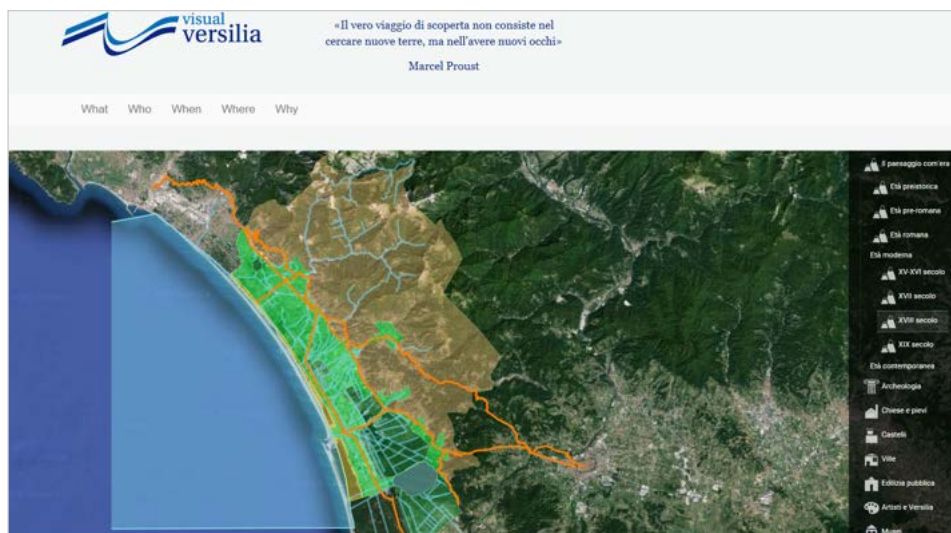 visual
versilia
«Il vero viaggio di scoperta non consiste nel
cercare nuove terre, ma nell'avere nuovi occhi»
Marcel Proust
What Who When Where Why
Il paesaggio com'era
Età preistorica
Età pre-romana
Età romana
Età moderna
XV-XVI secolo
XVII secolo
XVIII secolo
XIX secolo
Età contemporanea
Archeologia
Chiese e pievi
Castelli
Ville
Edilizia pubblica
Artisti e Versilia
Musei